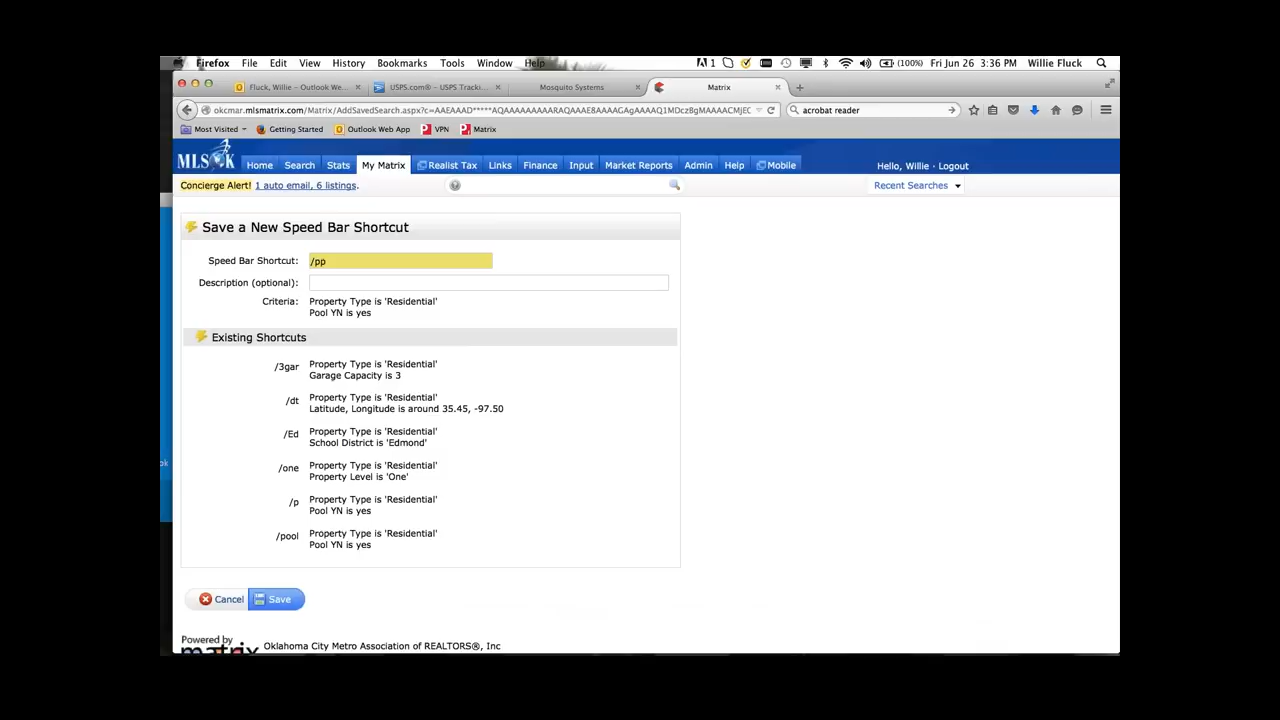 Firefox File Edit View History Bookmarks Tools Window Help 1 (100%) Fri Jun 26 3:36 PM Willie Fluck
Fluck, Willie – Outlook We... USPS.com® – USPS Tracki... Mosquito Systems Matrix
acrobat reader
Most Visited Getting Started Outlook Web App VPN Matrix
Home Search Stats My Matrix Realist Tax Links Finance Input Market Reports Admin Help Mobile Hello, Willie · Logout
Concierge Alert! 1 auto email, 6 listings. Recent Searches
Save a New Speed Bar Shortcut
Speed Bar Shortcut: /pp
Description (optional):
Criteria: Property Type is 'Residential'
Pool YN is yes
Existing Shortcuts
/3gar Property Type is 'Residential'
Garage Capacity is 3
/dt Property Type is 'Residential'
Latitude, Longitude is around 35.45, -97.50
/Ed Property Type is 'Residential'
School District is 'Edmond'
/one Property Type is 'Residential'
Property Level is 'One'
/p Property Type is 'Residential'
Pool YN is yes
/pool Property Type is 'Residential'
Pool YN is yes
Cancel Save
Powered by
matrix Oklahoma City Metro Association of REALTORS®, Inc